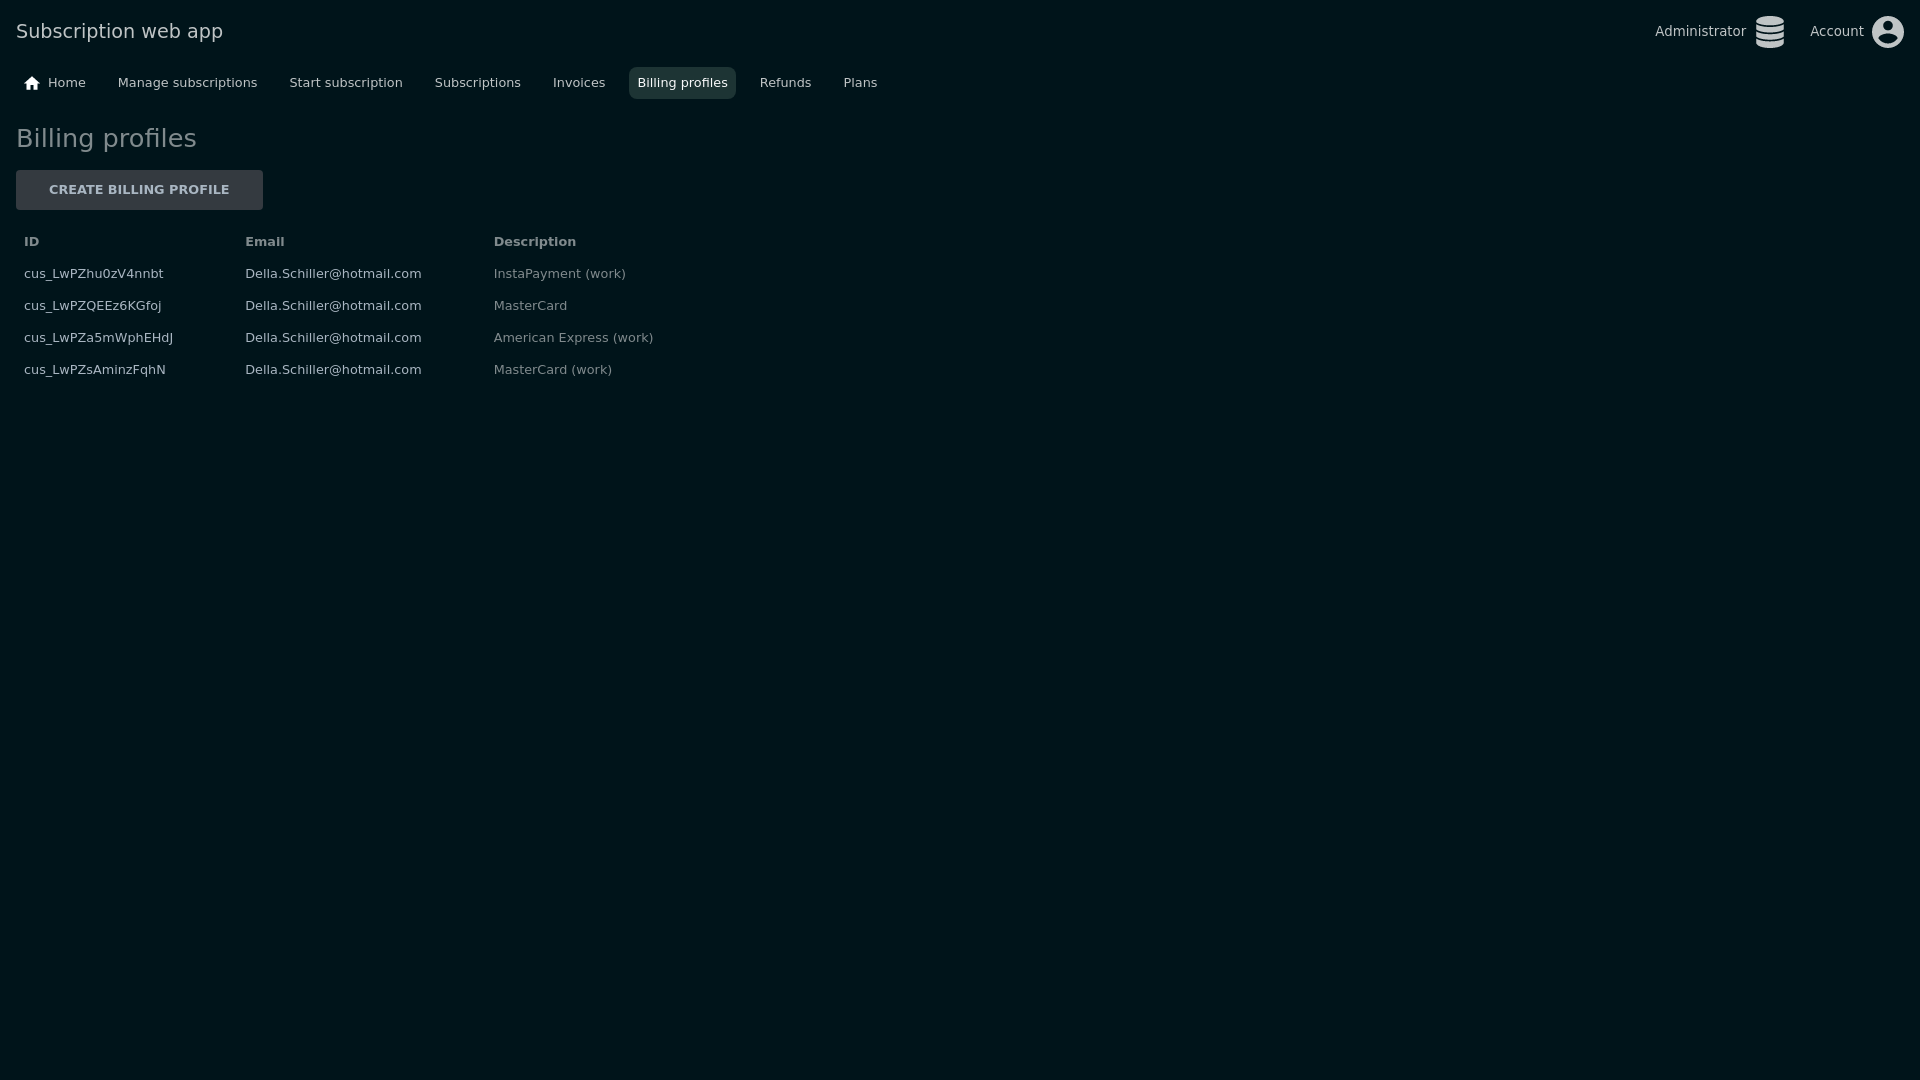 Subscription web app
Administrator
Account
Home Manage subscriptions Start subscription Subscriptions Invoices Billing profiles Refunds Plans
Billing profiles
CREATE BILLING PROFILE
ID Email Description
cus_LwPZhu0zV4nnbt Della.Schiller@hotmail.com InstaPayment (work)
cus_LwPZQEEz6KGfoj Della.Schiller@hotmail.com MasterCard
cus_LwPZa5mWphEHdJ Della.Schiller@hotmail.com American Express (work)
cus_LwPZsAminzFqhN Della.Schiller@hotmail.com MasterCard (work)